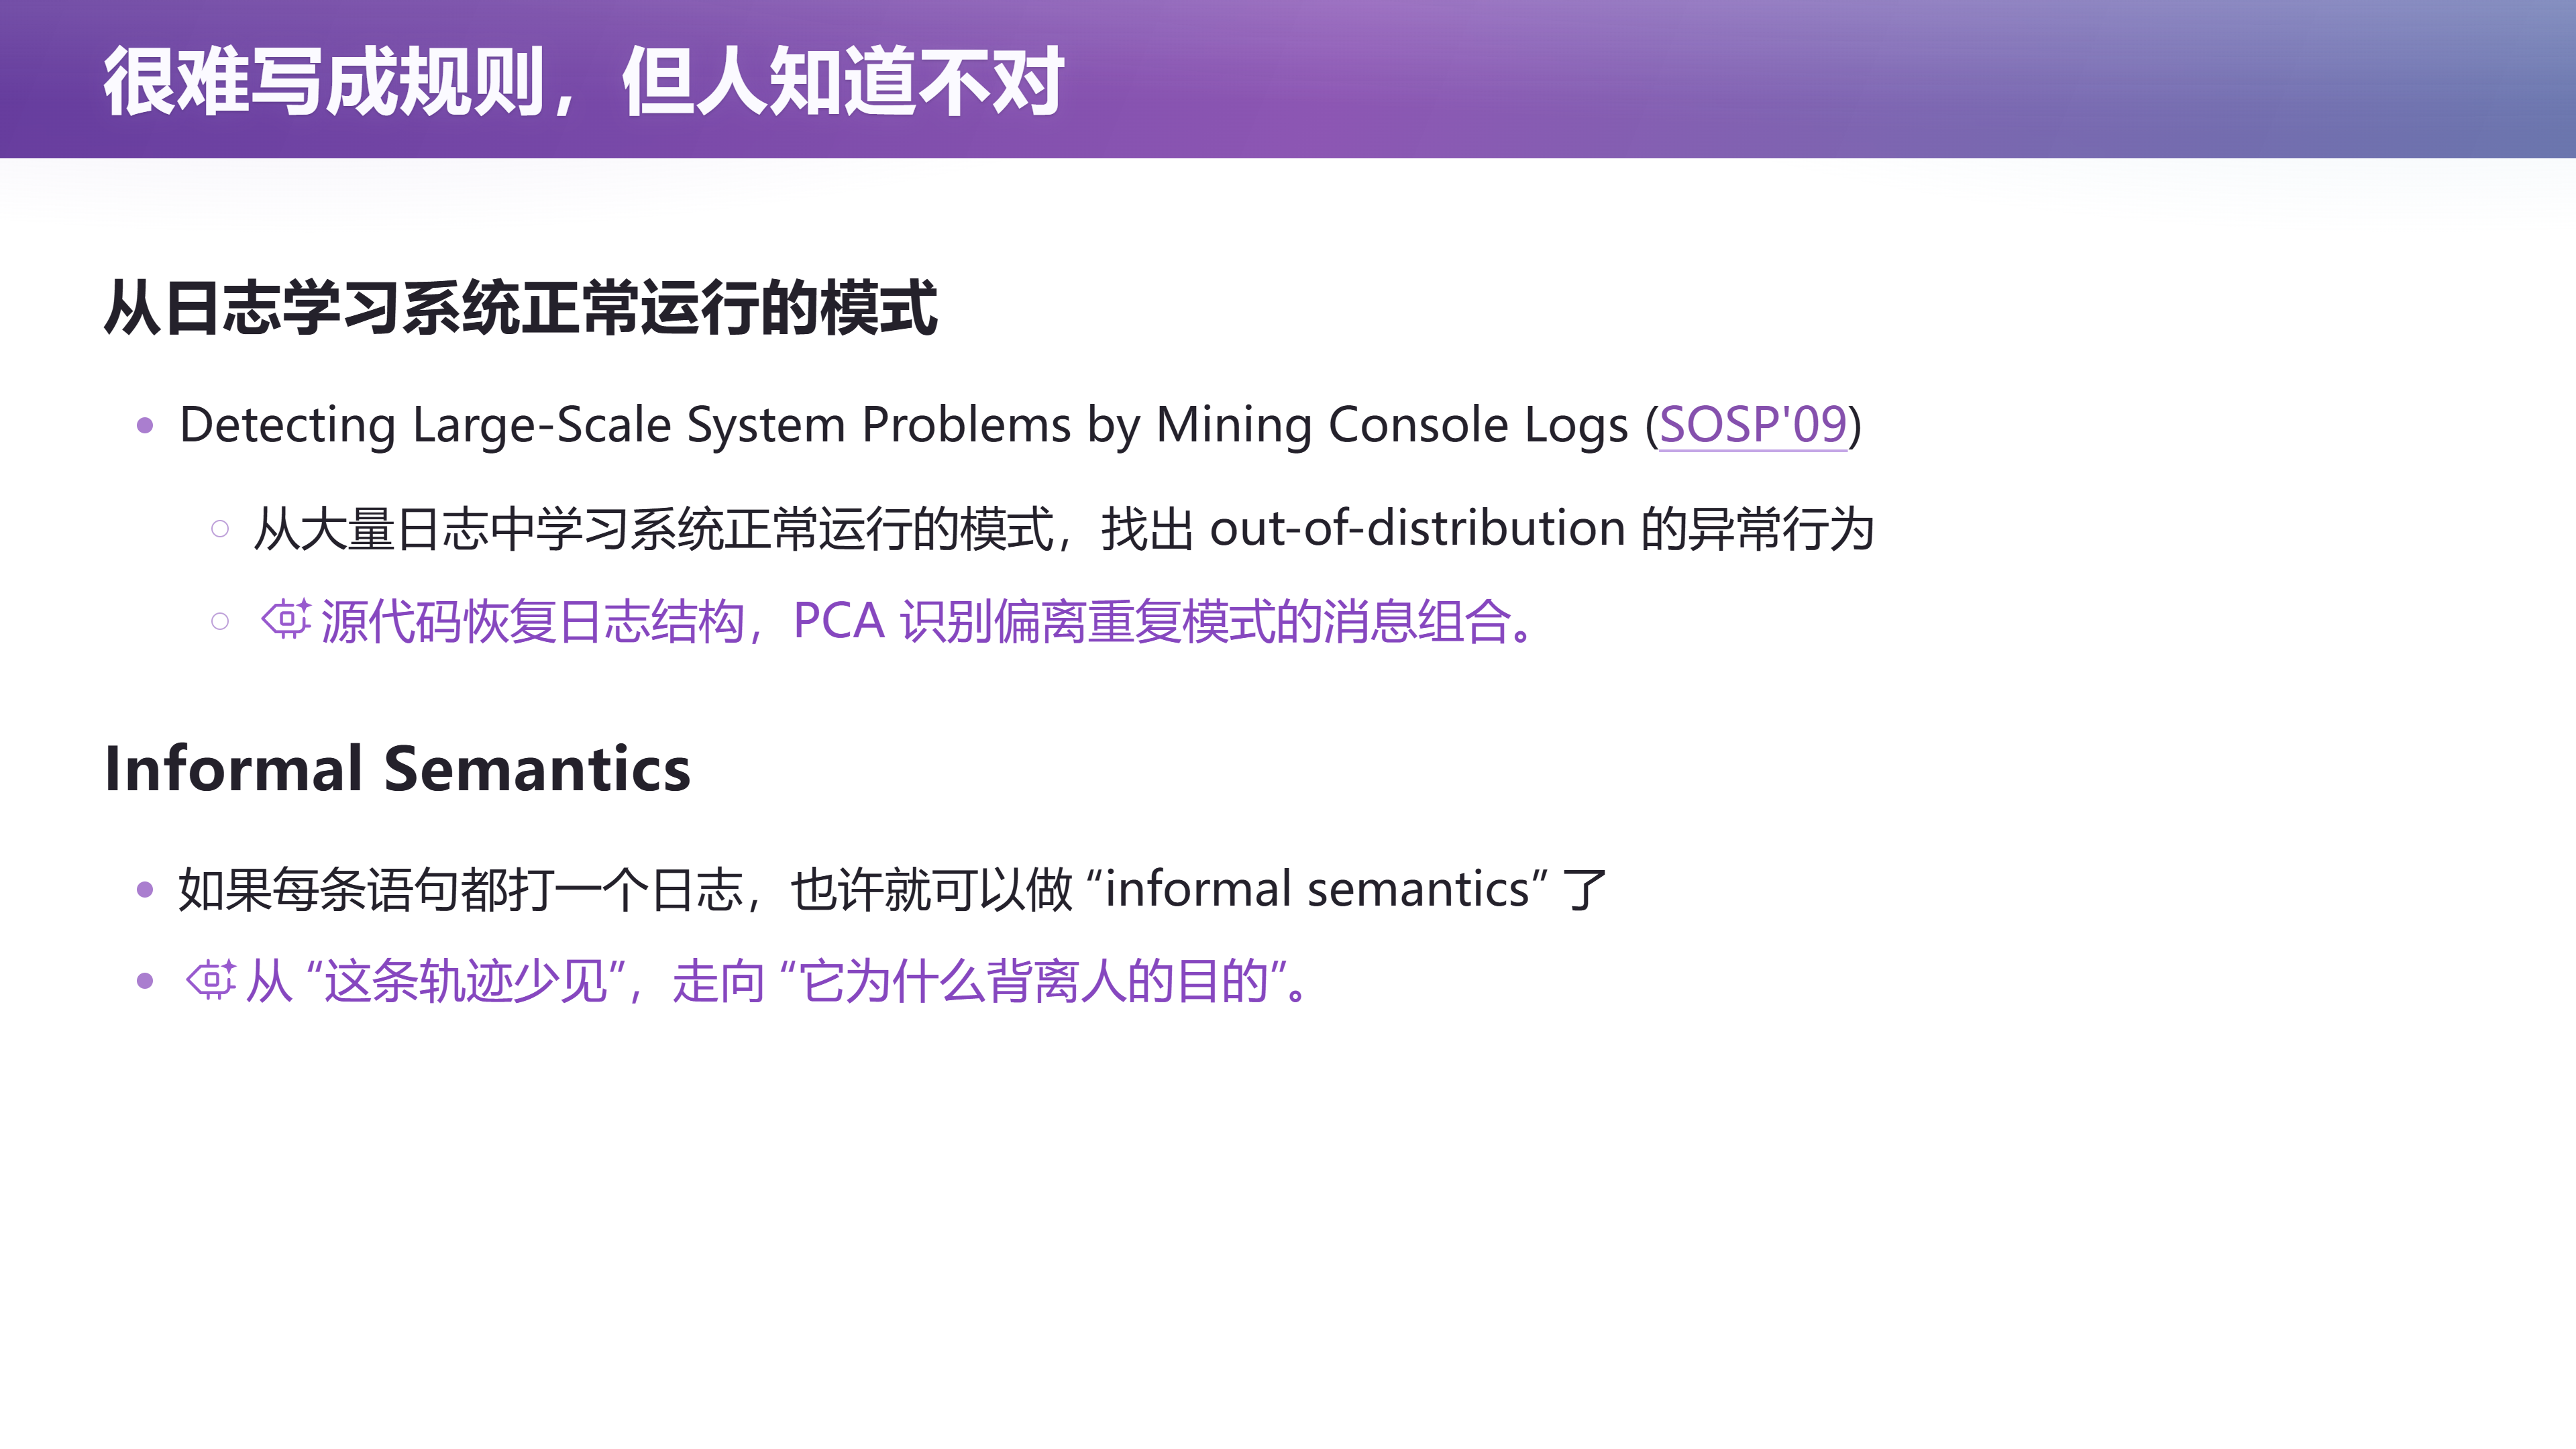 很难写成规则，但人知道不对
从日志学习系统正常运行的模式
Detecting Large-Scale System Problems by Mining Console Logs (SOSP'09)
从大量日志中学习系统正常运行的模式，找出 out-of-distribution 的异常行为
源代码恢复日志结构，PCA 识别偏离重复模式的消息组合。
Informal Semantics
如果每条语句都打一个日志，也许就可以做 “informal semantics” 了
从 “这条轨迹少见”，走向 “它为什么背离人的目的”。